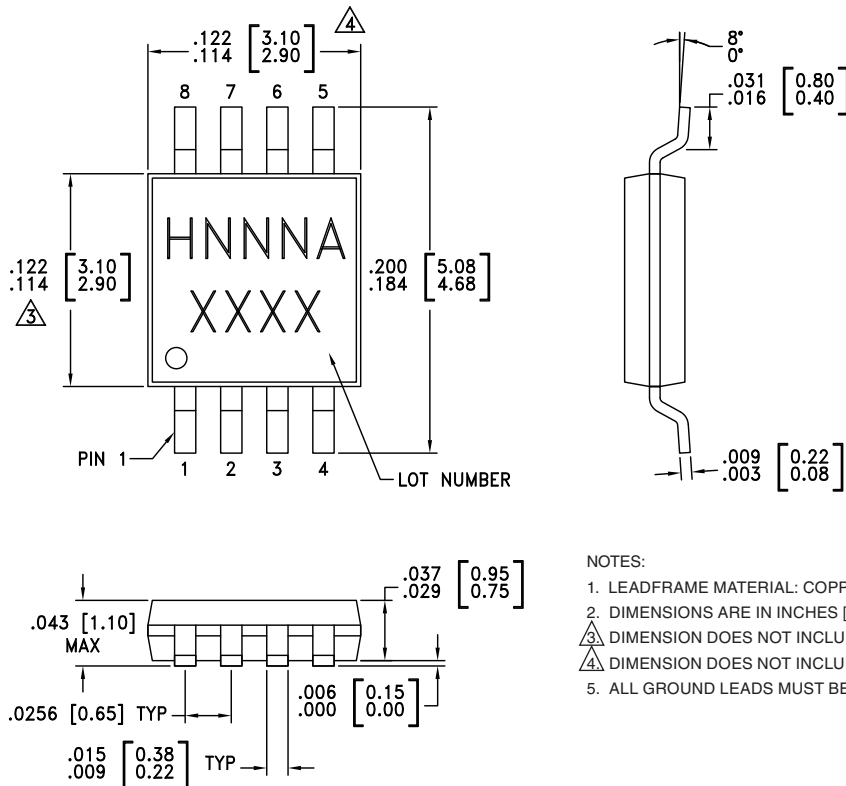 .122 [3.10]
.114 [2.90]
4
8 7 6 5
HNNNA
XXXX
.122 [3.10]
.114 [2.90]
3
.200 [5.08]
.184 [4.68]
PIN 1
1 2 3 4
LOT NUMBER
8°
0°
.031 [0.80
.016 [0.40
.009 [0.22]
.003 [0.08]
.043 [1.10]
MAX
.037 [0.95]
.029 [0.75]
.0256 [0.65] TYP
.006 [0.15]
.000 [0.00]
.015 [0.38]
.009 [0.22]
TYP
NOTES:
1. LEADFRAME MATERIAL: COPP
2. DIMENSIONS ARE IN INCHES [
3. DIMENSION DOES NOT INCLU
4. DIMENSION DOES NOT INCLU
5. ALL GROUND LEADS MUST BE